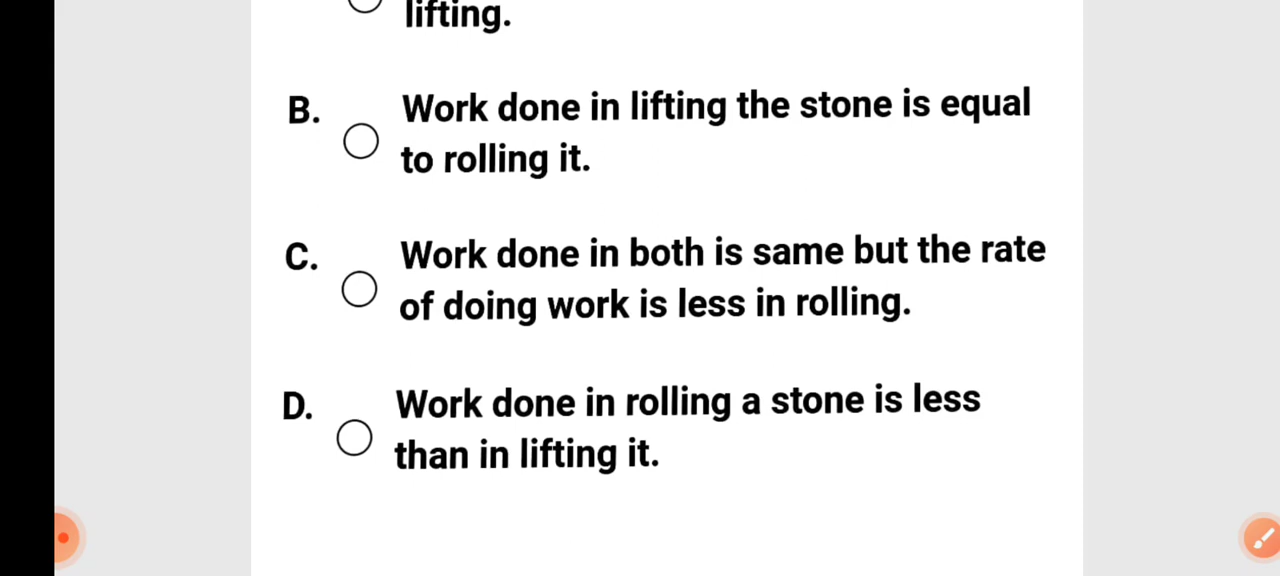 lifting.
B. Work done in lifting the stone is equal
to rolling it.
C. Work done in both is same but the rate
of doing work is less in rolling.
D. Work done in rolling a stone is less
than in lifting it.